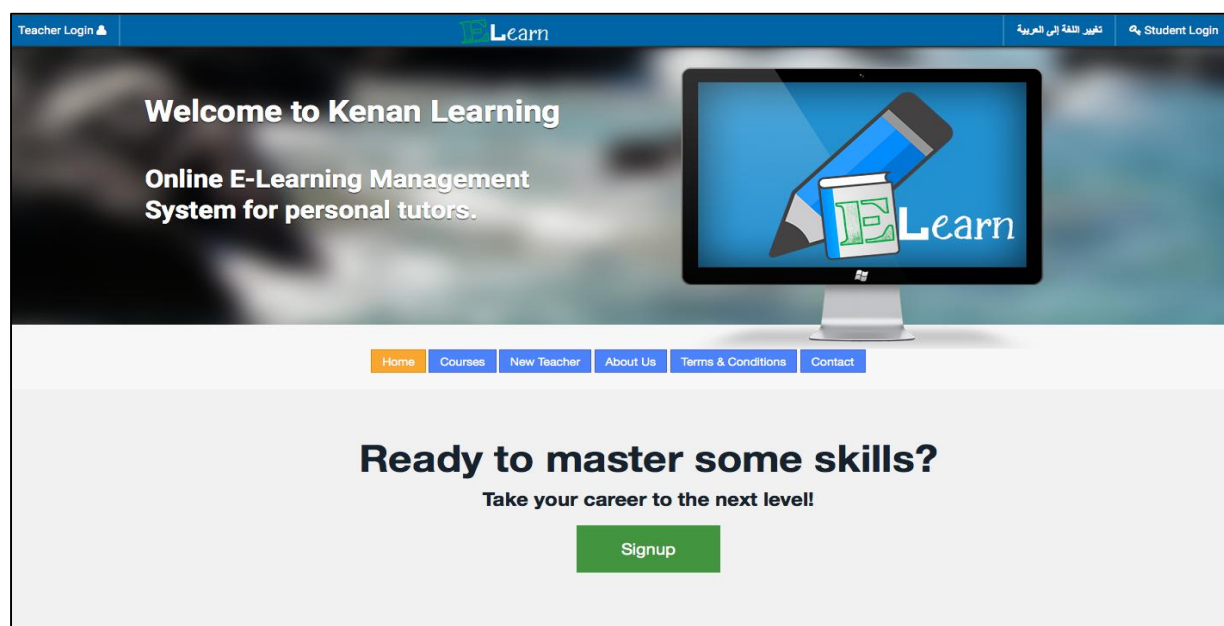 Teacher Login
ELearn
تغيير اللغة إلى العربية
Student Login
Welcome to Kenan Learning
Online E-Learning Management
System for personal tutors.
ELearn
Home
Courses
New Teacher
About Us
Terms & Conditions
Contact
Ready to master some skills?
Take your career to the next level!
Signup